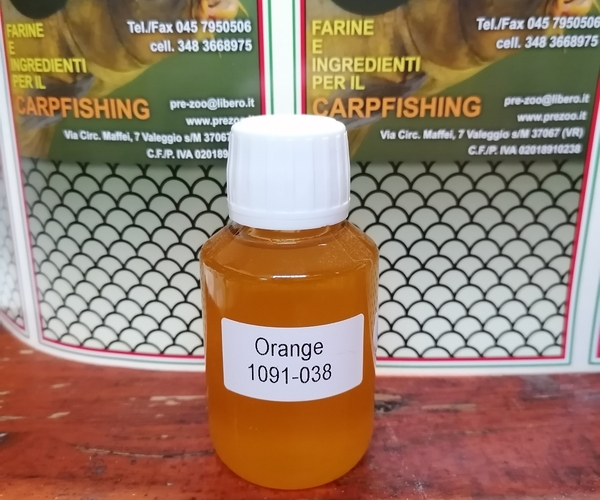 FARINE
E
INGREDIENTI
PER IL
CARPFISHING
Tel./Fax 045 7950506
cell. 348 3668975
pre-zoo@libero.it
www.prezoo.it
Via Circ. Maffei, 7 Valeggio s/M 37067
C.F./P. IVA 020189
FARINE
E
INGREDIENTI
PER IL
CARPFISHING
Tel./Fax 045 7950506
cell. 348 3668975
pre-zoo@libero.it
www.prezoo.it
Via Circ. Maffei, 7 Valeggio s/M 37067 (VR)
C.F./P. IVA 02018910238
Orange
1091-038